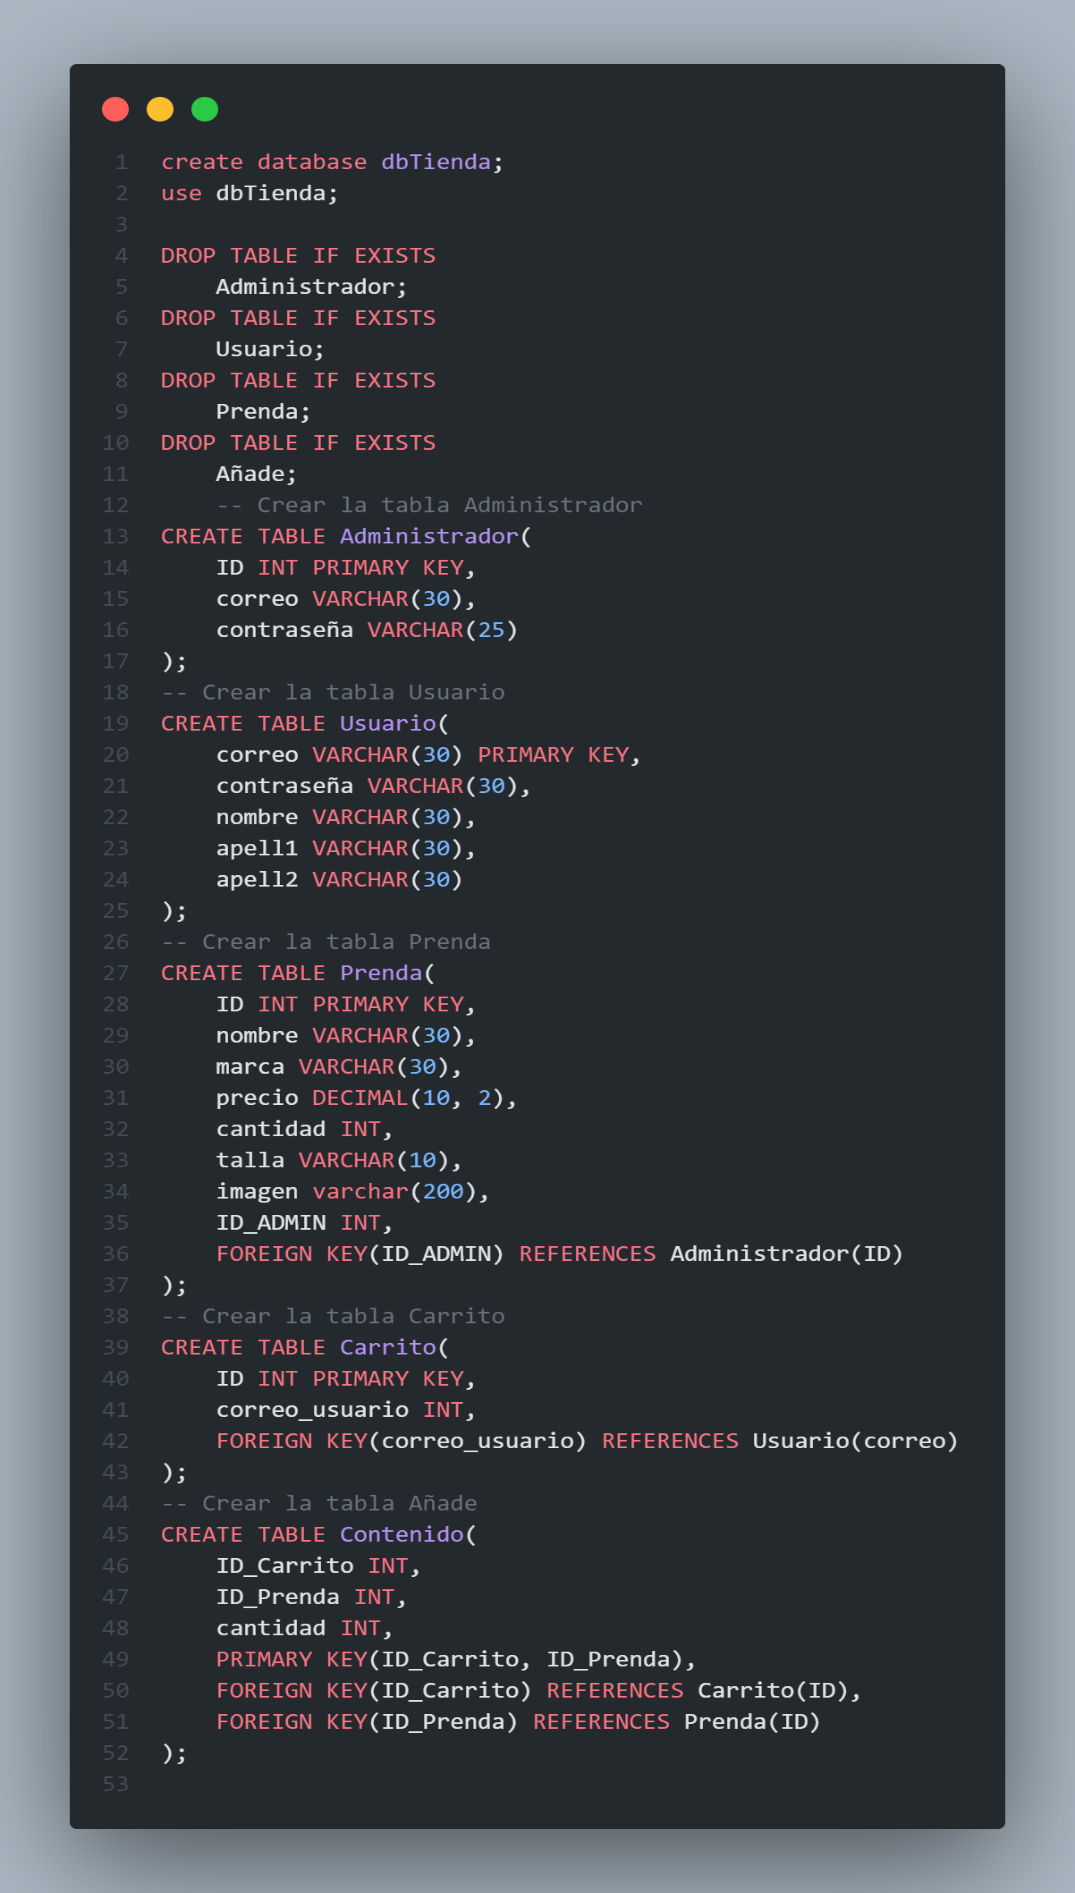 1 create database dbTienda;
2 use dbTienda;
3
4 DROP TABLE IF EXISTS
5     Administrador;
6 DROP TABLE IF EXISTS
7     Usuario;
8 DROP TABLE IF EXISTS
9     Prenda;
10 DROP TABLE IF EXISTS
11     Añade;
12     -- Crear la tabla Administrador
13 CREATE TABLE Administrador(
14     ID INT PRIMARY KEY,
15     correo VARCHAR(30),
16     contraseña VARCHAR(25)
17 );
18 -- Crear la tabla Usuario
19 CREATE TABLE Usuario(
20     correo VARCHAR(30) PRIMARY KEY,
21     contraseña VARCHAR(30),
22     nombre VARCHAR(30),
23     apell1 VARCHAR(30),
24     apell2 VARCHAR(30)
25 );
26 -- Crear la tabla Prenda
27 CREATE TABLE Prenda(
28     ID INT PRIMARY KEY,
29     nombre VARCHAR(30),
30     marca VARCHAR(30),
31     precio DECIMAL(10, 2),
32     cantidad INT,
33     talla VARCHAR(10),
34     imagen varchar(200),
35     ID_ADMIN INT,
36     FOREIGN KEY(ID_ADMIN) REFERENCES Administrador(ID)
37 );
38 -- Crear la tabla Carrito
39 CREATE TABLE Carrito(
40     ID INT PRIMARY KEY,
41     correo_usuario INT,
42     FOREIGN KEY(correo_usuario) REFERENCES Usuario(correo)
43 );
44 -- Crear la tabla Añade
45 CREATE TABLE Contenido(
46     ID_Carrito INT,
47     ID_Prenda INT,
48     cantidad INT,
49     PRIMARY KEY(ID_Carrito, ID_Prenda),
50     FOREIGN KEY(ID_Carrito) REFERENCES Carrito(ID),
51     FOREIGN KEY(ID_Prenda) REFERENCES Prenda(ID)
52 );
53